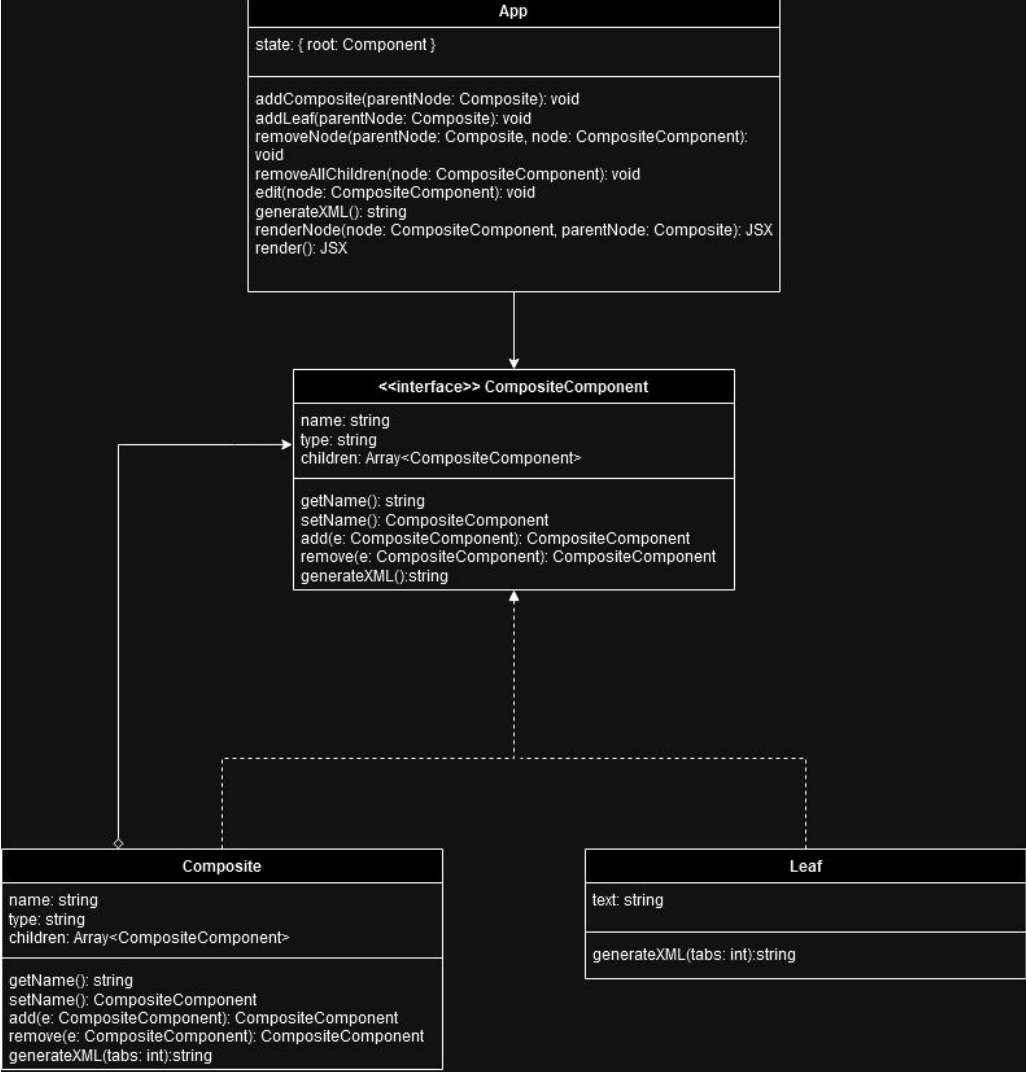 App
state: { root: Component }
addComposite(parentNode: Composite): void
addLeaf(parentNode: Composite): void
removeNode(parentNode: Composite, node: CompositeComponent):
void
removeAllChildren(node: CompositeComponent): void
edit(node: CompositeComponent): void
generateXML(): string
renderNode(node: CompositeComponent, parentNode: Composite): JSX
render(): JSX
<<interface>> CompositeComponent
name: string
type: string
children: Array<CompositeComponent>
getName(): string
setName(): CompositeComponent
add(e: CompositeComponent): CompositeComponent
remove(e: CompositeComponent): CompositeComponent
generateXML():string
Composite
name: string
type: string
children: Array<CompositeComponent>
getName(): string
setName(): CompositeComponent
add(e: CompositeComponent): CompositeComponent
remove(e: CompositeComponent): CompositeComponent
generateXML(tabs: int):string
Leaf
text: string
generateXML(tabs: int):string